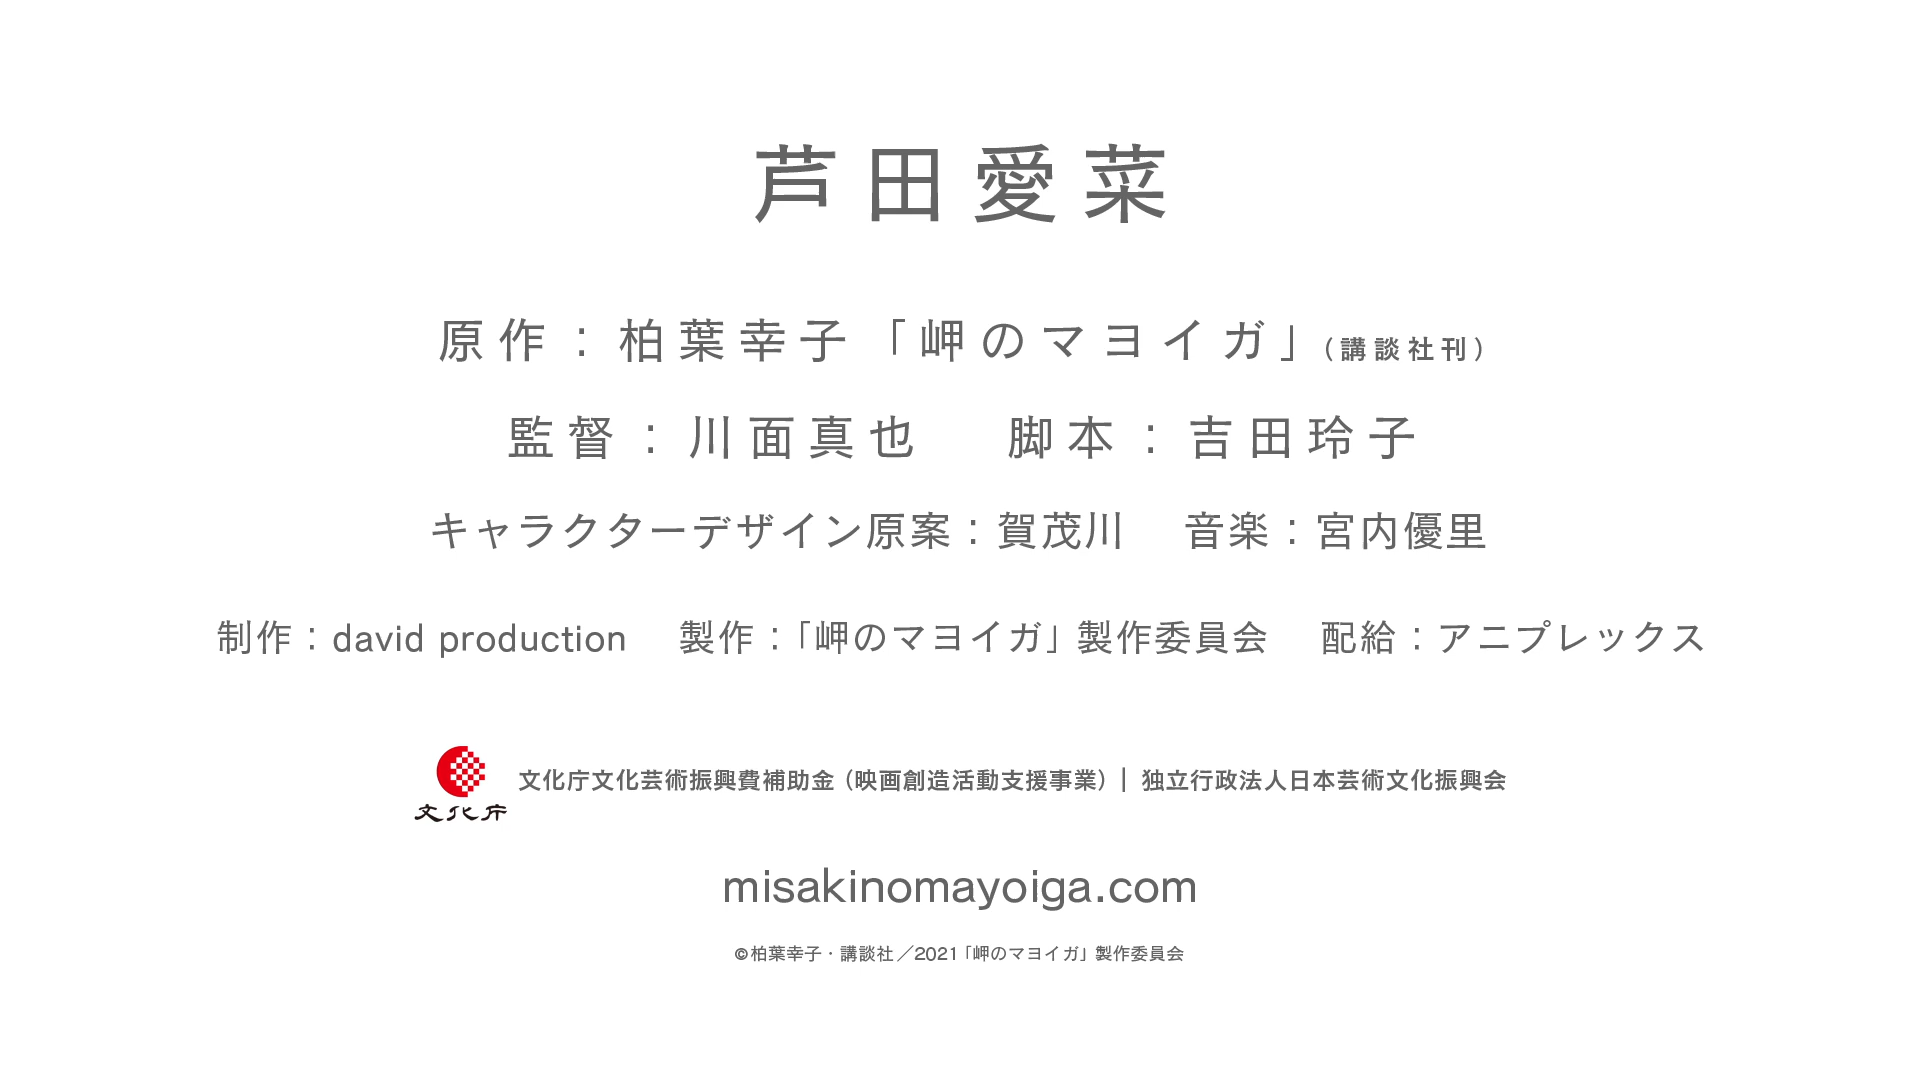 芦田愛菜
原作：柏葉幸子「岬のマヨイガ」（講談社刊）
監督：川面真也　脚本：吉田玲子
キャラクターデザイン原案：賀茂川　音楽：宮内優里
制作：david production　製作：「岬のマヨイガ」製作委員会　配給：アニプレックス
文化庁
文化庁文化芸術振興費補助金（映画創造活動支援事業）｜独立行政法人日本芸術文化振興会
misakinomayoiga.com
©柏葉幸子・講談社／2021「岬のマヨイガ」製作委員会